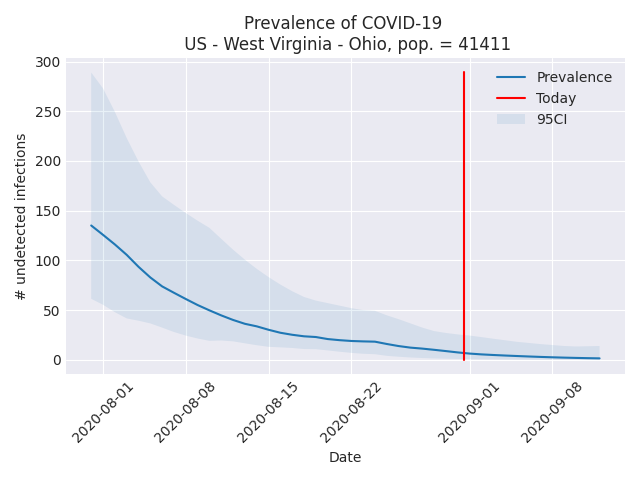 Prevalence of COVID-19
US - West Virginia - Ohio, pop. = 41411
300
250
200
150
100
50
0
# undetected infections
Prevalence
Today
95CI
2020-08-01
2020-08-08
2020-08-15
2020-08-22
2020-09-01
2020-09-08
Date